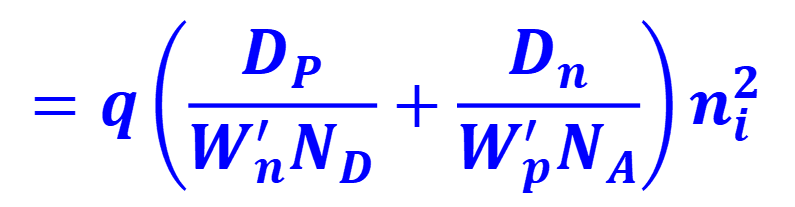 = q ( D_P / W'_n N_D + D_n / W'_p N_A ) n_i^2